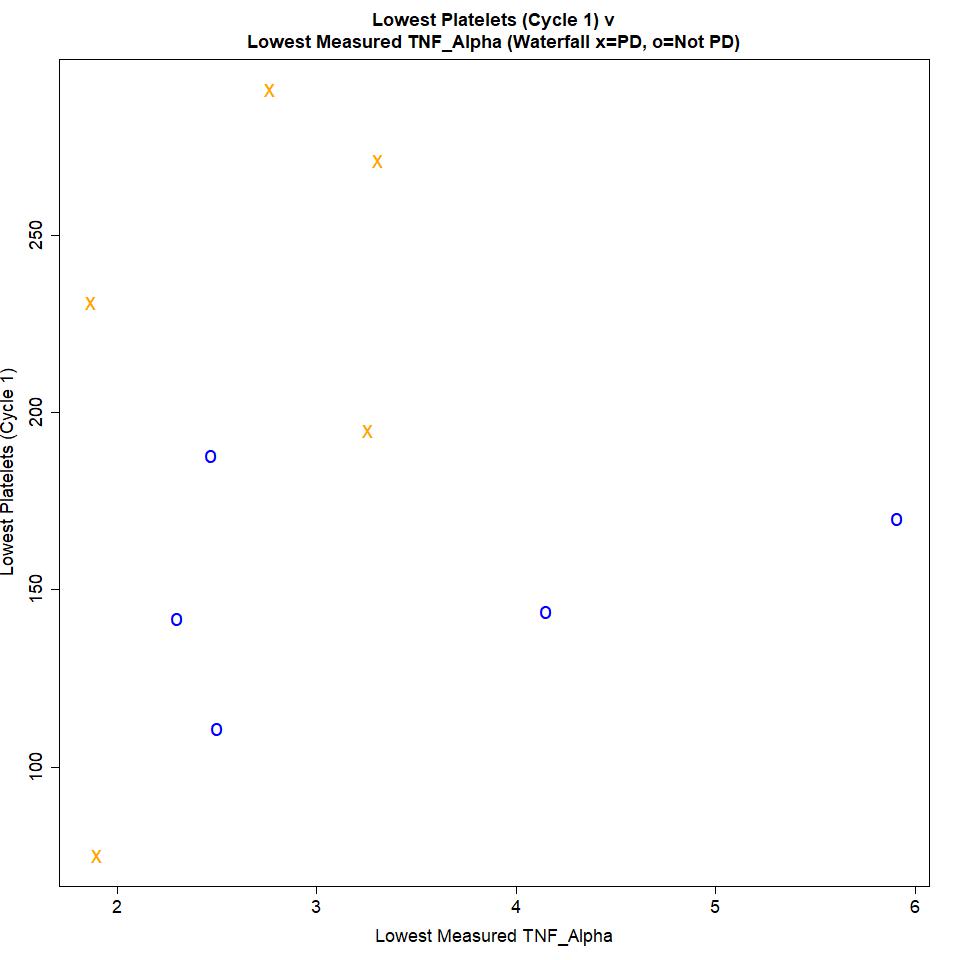 Lowest Platelets (Cycle 1) v
Lowest Measured TNF_Alpha (Waterfall x=PD, o=Not PD)
Lowest Platelets (Cycle 1)
250
200
150
100
x
x
x
x
o
o
o
o
o
x
2
3
4
5
6
Lowest Measured TNF_Alpha